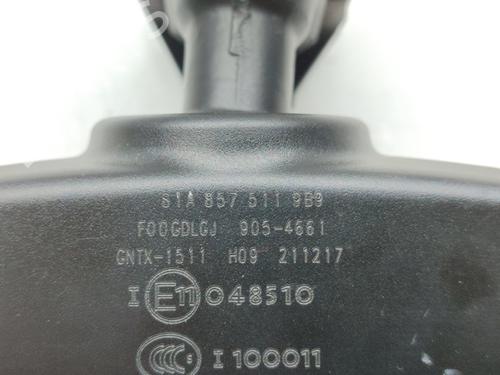 81A 857 511 9B9
F00GDLGJ 905-4661
GNTX-1511 H09 211217
I E11 048510
CCC S I 100011